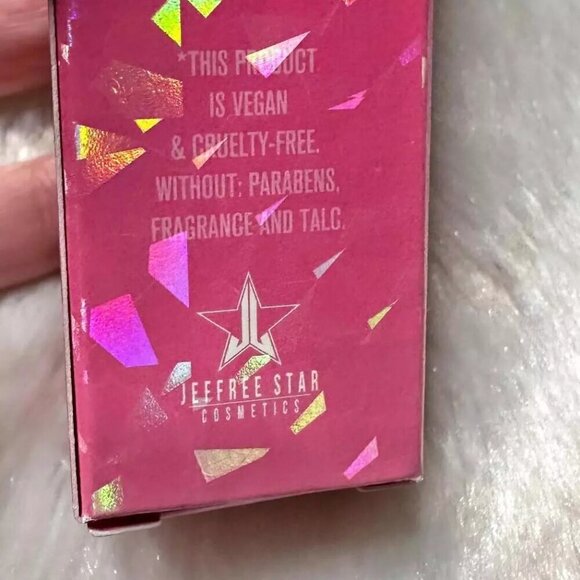 *THIS PRODUCT
IS VEGAN
& CRUELTY-FREE.
WITHOUT: PARABENS,
FRAGRANCE AND TALC.
JEFFREE STAR
COSMETICS